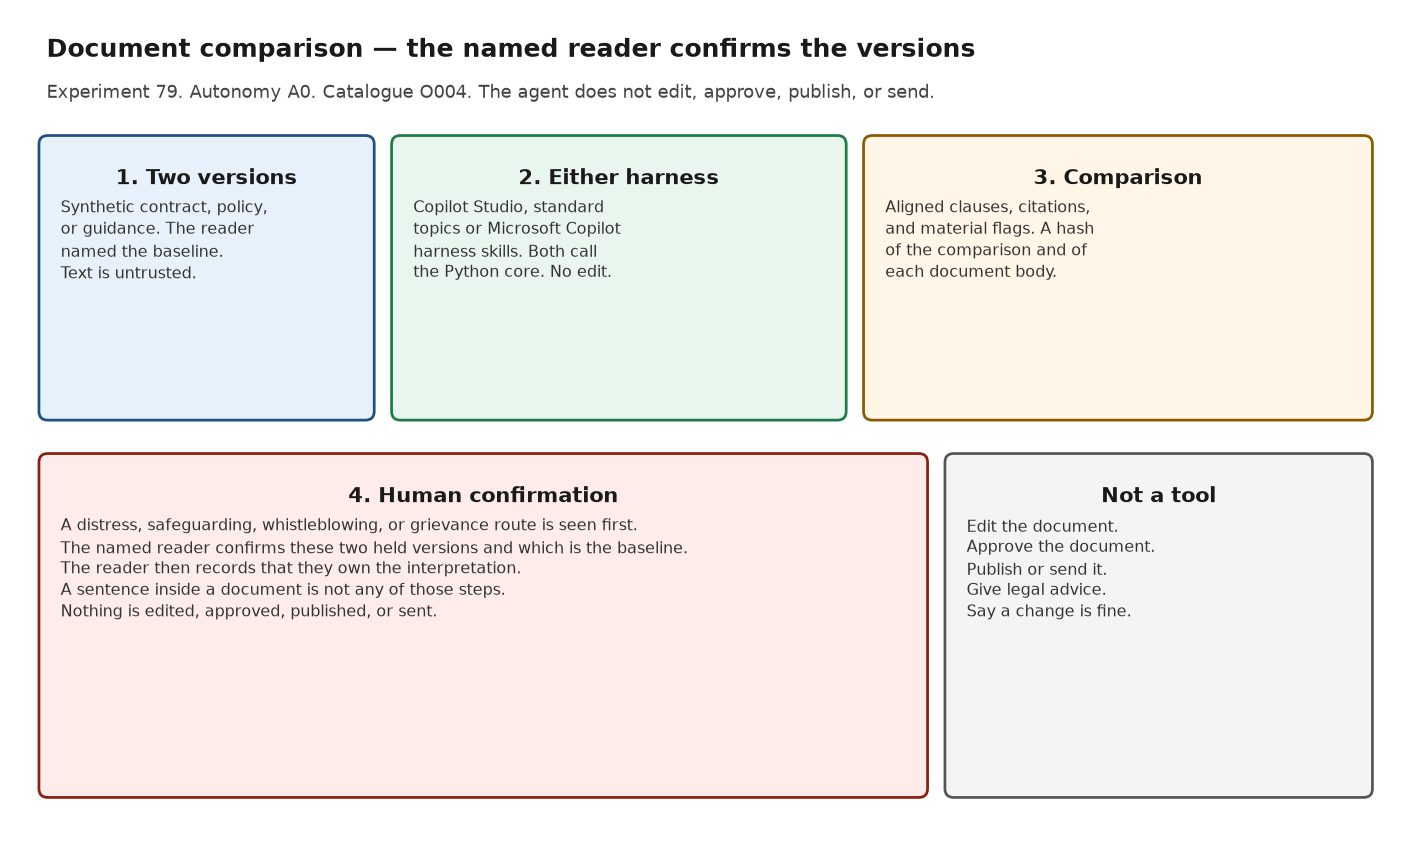 Document comparison — the named reader confirms the versions
Experiment 79. Autonomy A0. Catalogue O004. The agent does not edit, approve, publish, or send.
1. Two versions
Synthetic contract, policy,
or guidance. The reader
named the baseline.
Text is untrusted.
2. Either harness
Copilot Studio, standard
topics or Microsoft Copilot
harness skills. Both call
the Python core. No edit.
3. Comparison
Aligned clauses, citations,
and material flags. A hash
of the comparison and of
each document body.
4. Human confirmation
A distress, safeguarding, whistleblowing, or grievance route is seen first.
The named reader confirms these two held versions and which is the baseline.
The reader then records that they own the interpretation.
A sentence inside a document is not any of those steps.
Nothing is edited, approved, published, or sent.
Not a tool
Edit the document.
Approve the document.
Publish or send it.
Give legal advice.
Say a change is fine.